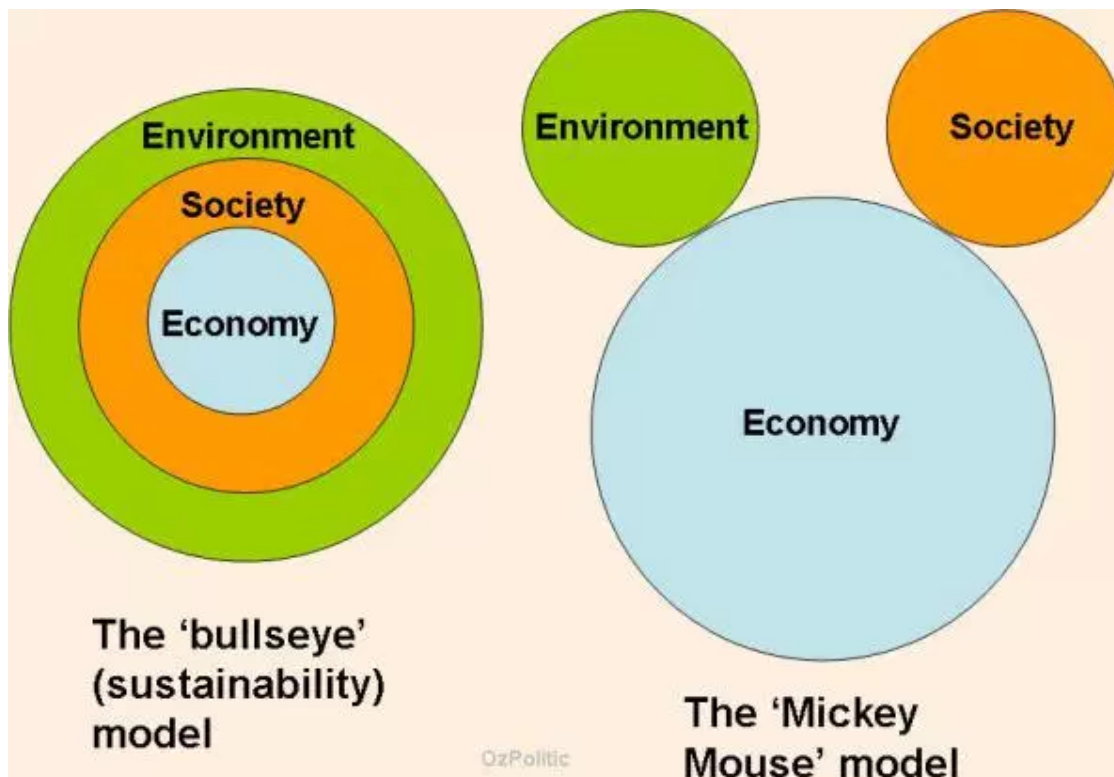 Environment
Society
Economy
The ‘bullseye’
(sustainability)
model
Environment
Society
Economy
The ‘Mickey
Mouse’ model
OzPolitic